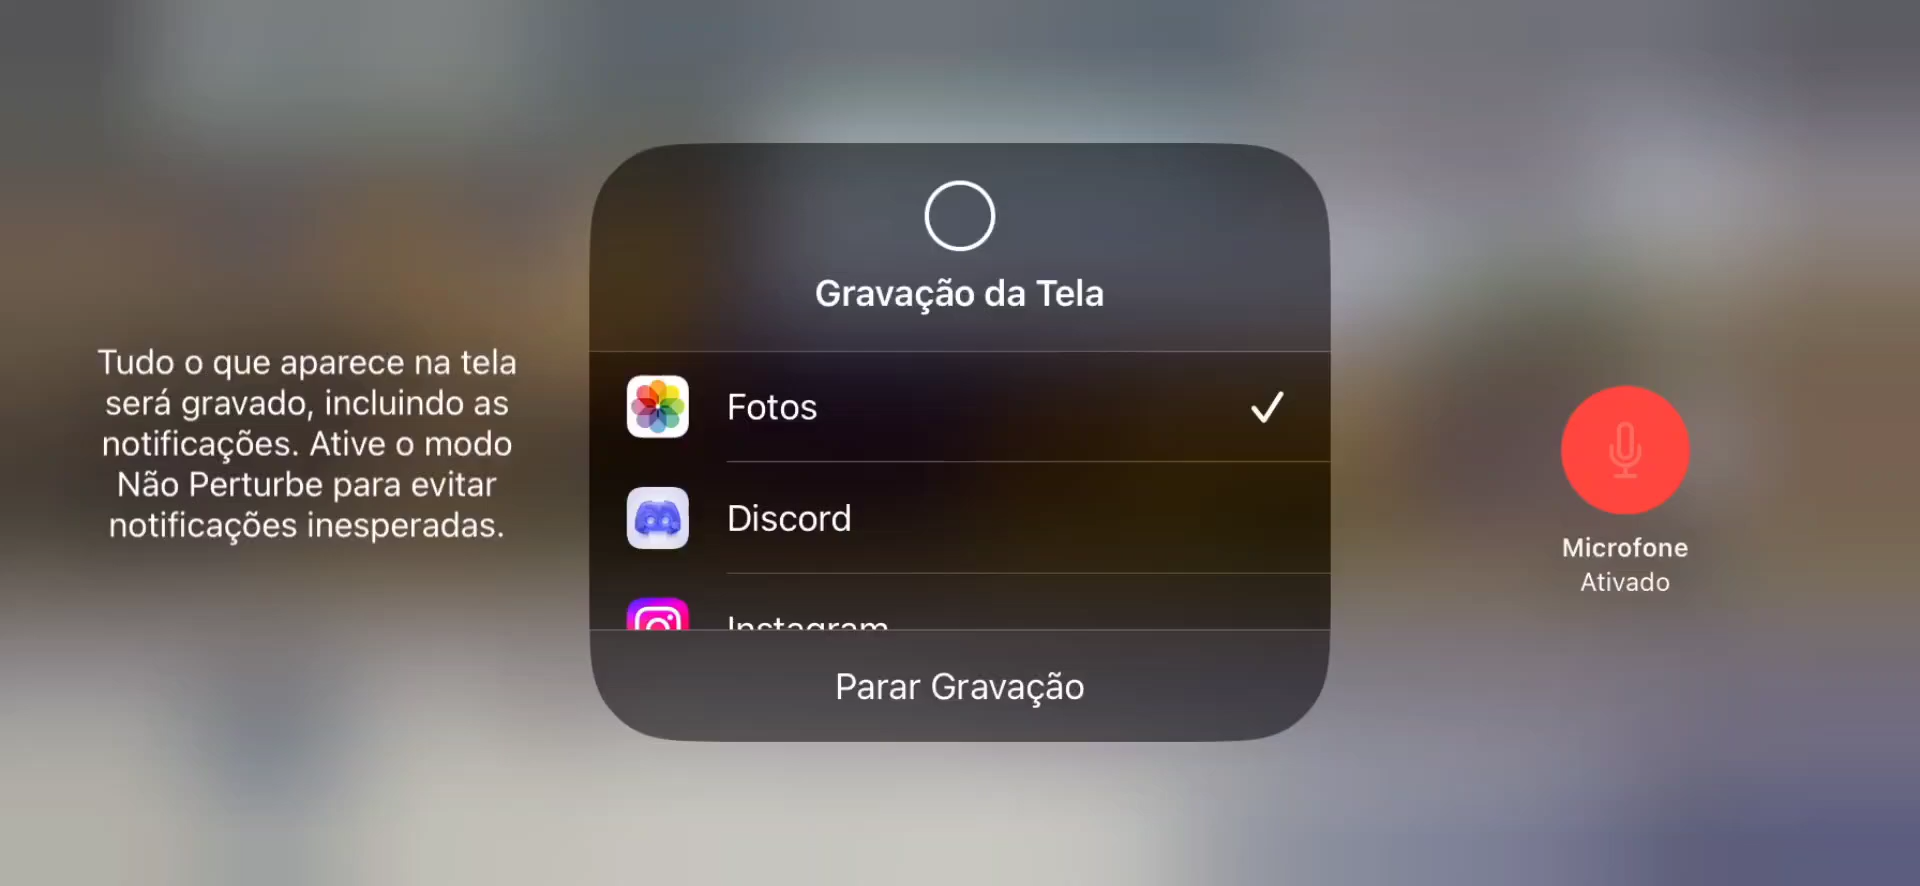 Gravação da Tela
Tudo o que aparece na tela
será gravado, incluindo as
notificações. Ative o modo
Não Perturbe para evitar
notificações inesperadas.
Fotos
Discord
Instagram
Parar Gravação
Microfone
Ativado